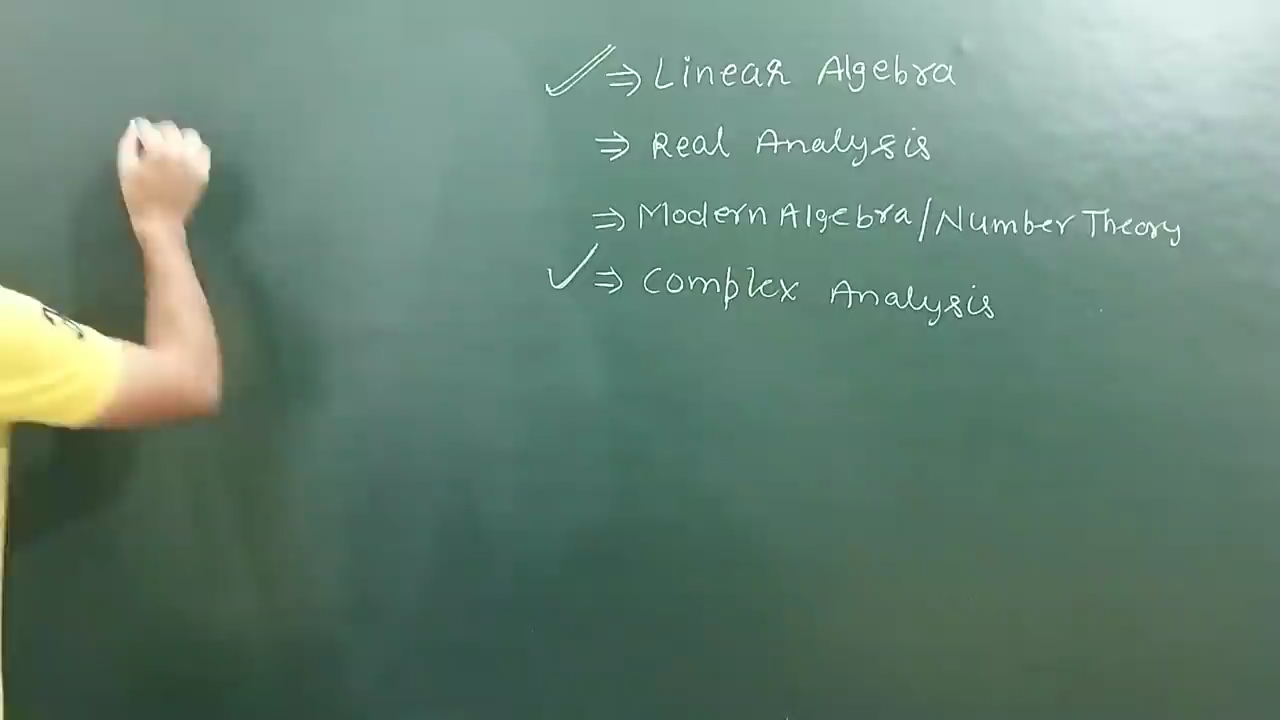 ✓ ⇒ Linear Algebra
⇒ Real Analysis
⇒ Modern Algebra/Number Theory
✓ ⇒ Complex Analysis